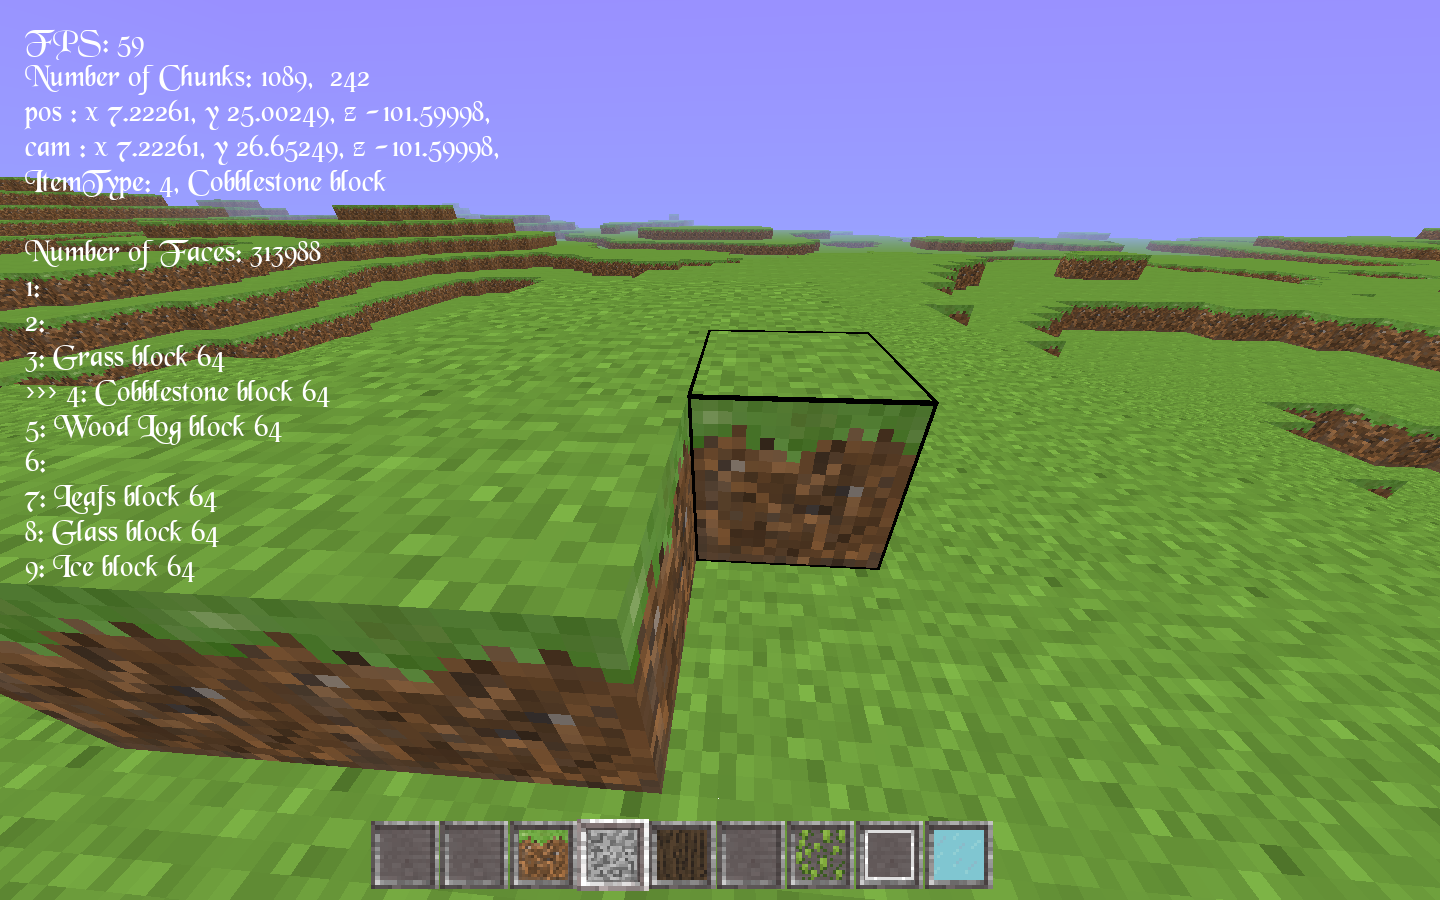 FPS: 59
Number of Chunks: 1089,  242
pos : x 7.22261, y 25.00249, z -101.59998,
cam : x 7.22261, y 26.65249, z -101.59998,
ItemType: 4, Cobblestone block
Number of Faces: 313988
1:
2:
3: Grass block 64
>>> 4: Cobblestone block 64
5: Wood Log block 64
6:
7: Leafs block 64
8: Glass block 64
9: Ice block 64